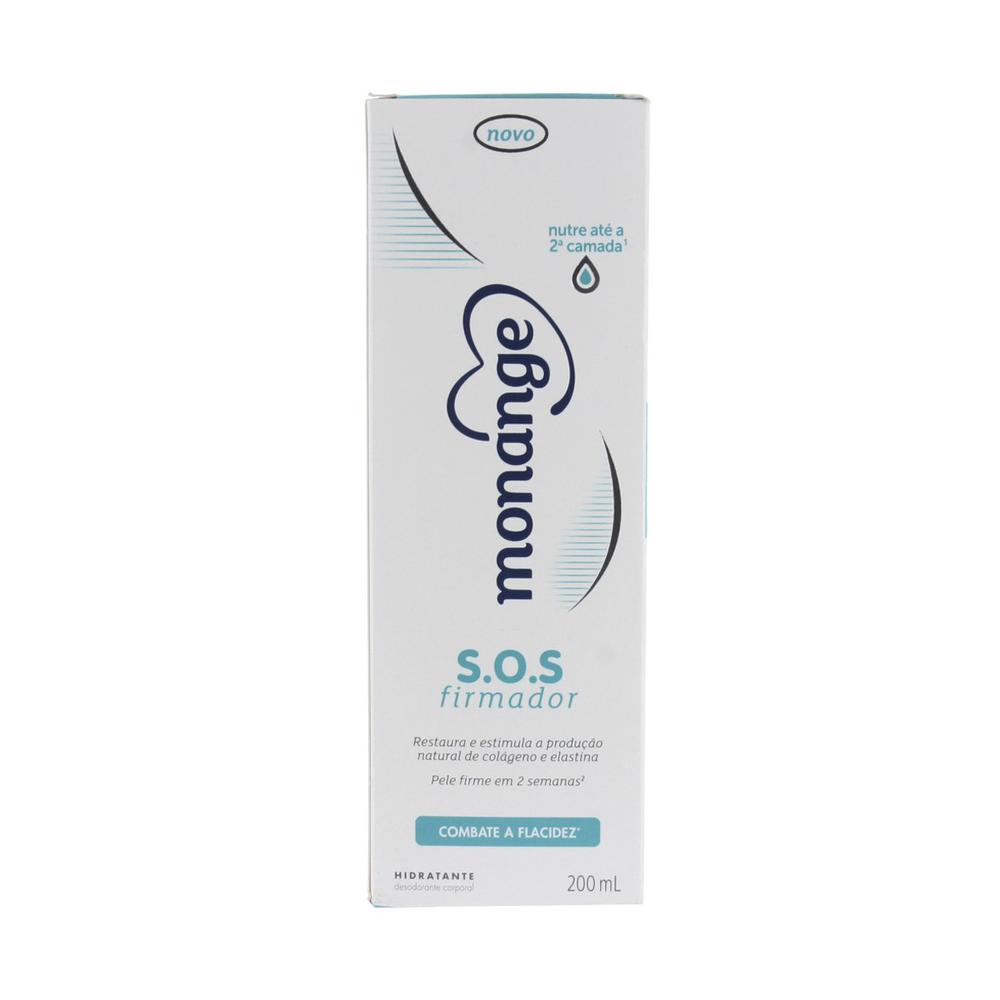 novo
nutre até a
2ª camada¹
monange
S.O.S
firmador
Restaura e estimula a produção
natural de colágeno e elastina
Pele firme em 2 semanas²
COMBATE A FLACIDEZ*
HIDRATANTE
desodorante corporal
200 mL